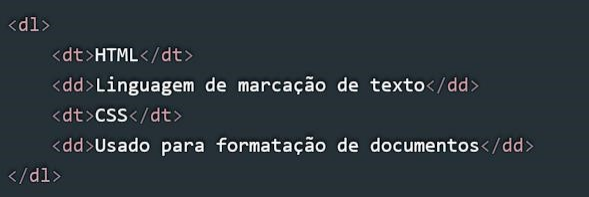 <dl>
<dt>HTML</dt>
<dd>Linguagem de marcação de texto</dd>
<dt>CSS</dt>
<dd>Usado para formatação de documentos</dd>
</dl>